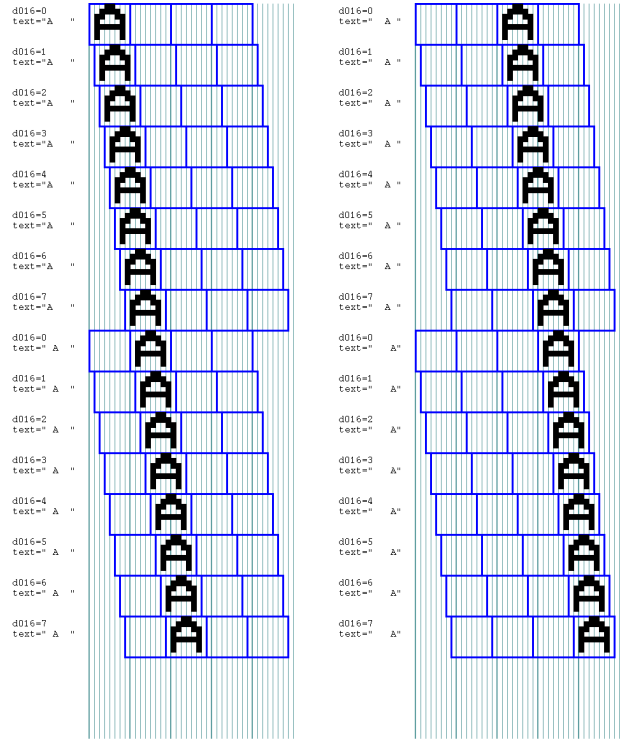 d016=0
text="A   "
A
d016=1
text="A   "
A
d016=2
text="A   "
A
d016=3
text="A   "
A
d016=4
text="A   "
A
d016=5
text="A   "
A
d016=6
text="A   "
A
d016=7
text="A   "
A
d016=0
text=" A  "
A
d016=1
text=" A  "
A
d016=2
text=" A  "
A
d016=3
text=" A  "
A
d016=4
text=" A  "
A
d016=5
text=" A  "
A
d016=6
text=" A  "
A
d016=7
text=" A  "
A
d016=0
text="  A "
A
d016=1
text="  A "
A
d016=2
text="  A "
A
d016=3
text="  A "
A
d016=4
text="  A "
A
d016=5
text="  A "
A
d016=6
text="  A "
A
d016=7
text="  A "
A
d016=0
text="   A"
A
d016=1
text="   A"
A
d016=2
text="   A"
A
d016=3
text="   A"
A
d016=4
text="   A"
A
d016=5
text="   A"
A
d016=6
text="   A"
A
d016=7
text="   A"
A